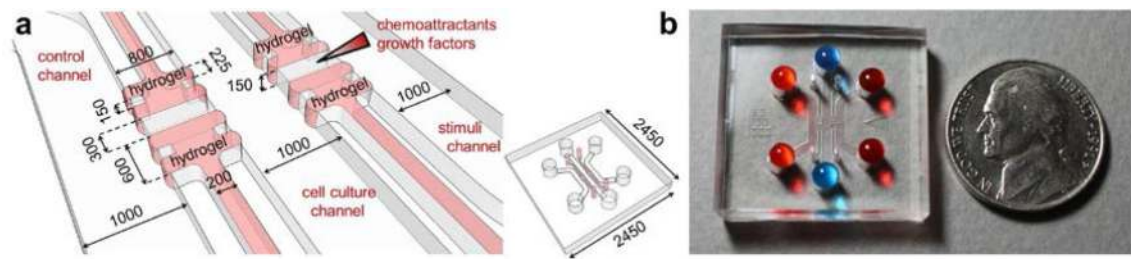 a
control
channel
800
hydrogel
225
150
300
600
hydrogel
200
1000
hydrogel
150
hydrogel
chemoattractants
growth factors
1000
stimuli
channel
1000
cell culture
channel
2450
2450
b